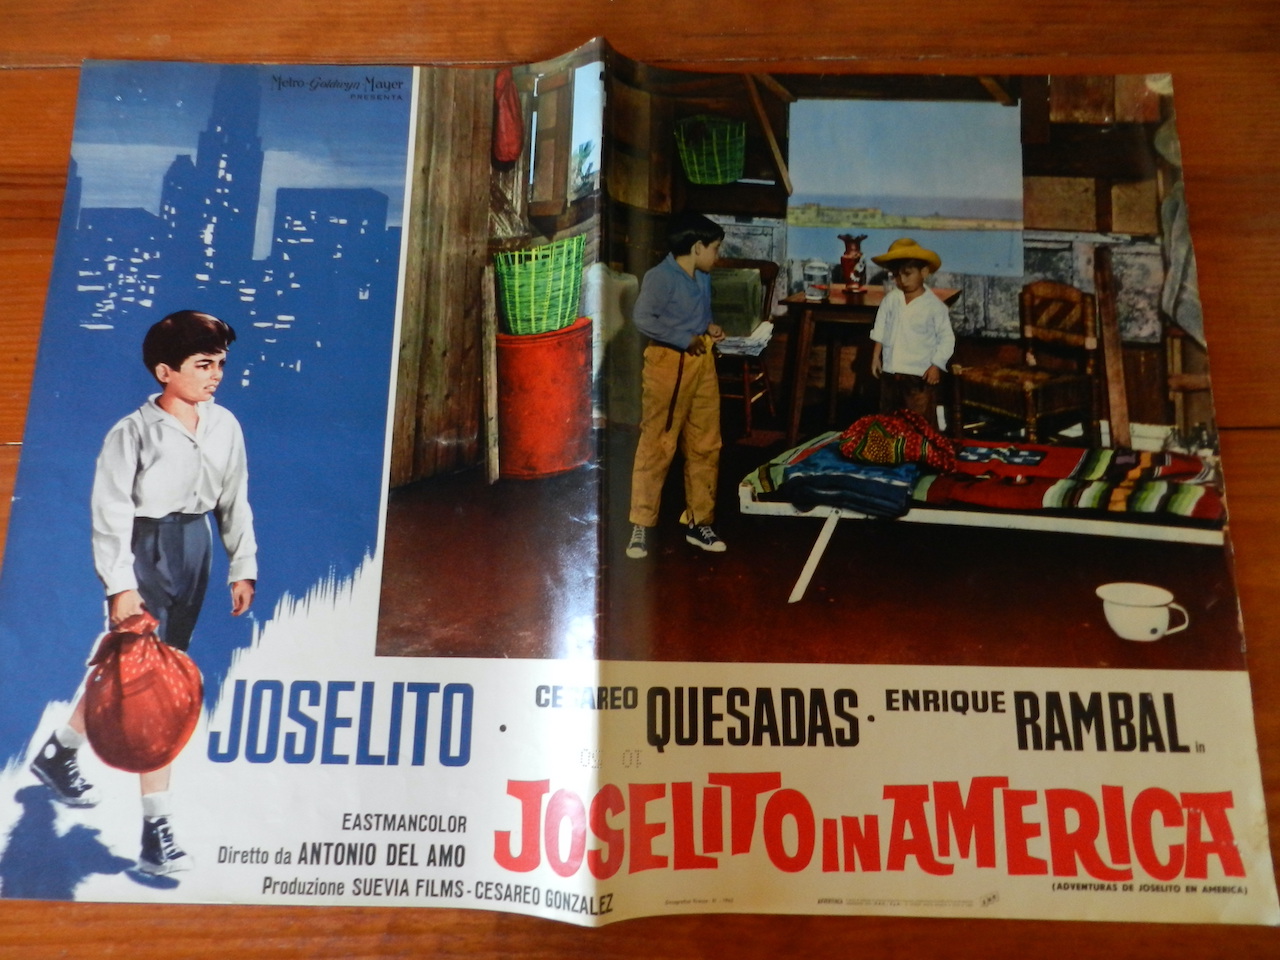 Metro-Goldwyn Mayer
PRESENTA
JOSELITO · CESAREO QUESADAS · ENRIQUE RAMBAL in
JOSELITO IN AMERICA
(ADVENTURAS DE JOSELITO EN AMERICA)
EASTMANCOLOR
Diretto da ANTONIO DEL AMO
Produzione SUEVIA FILMS - CESAREO GONZALEZ